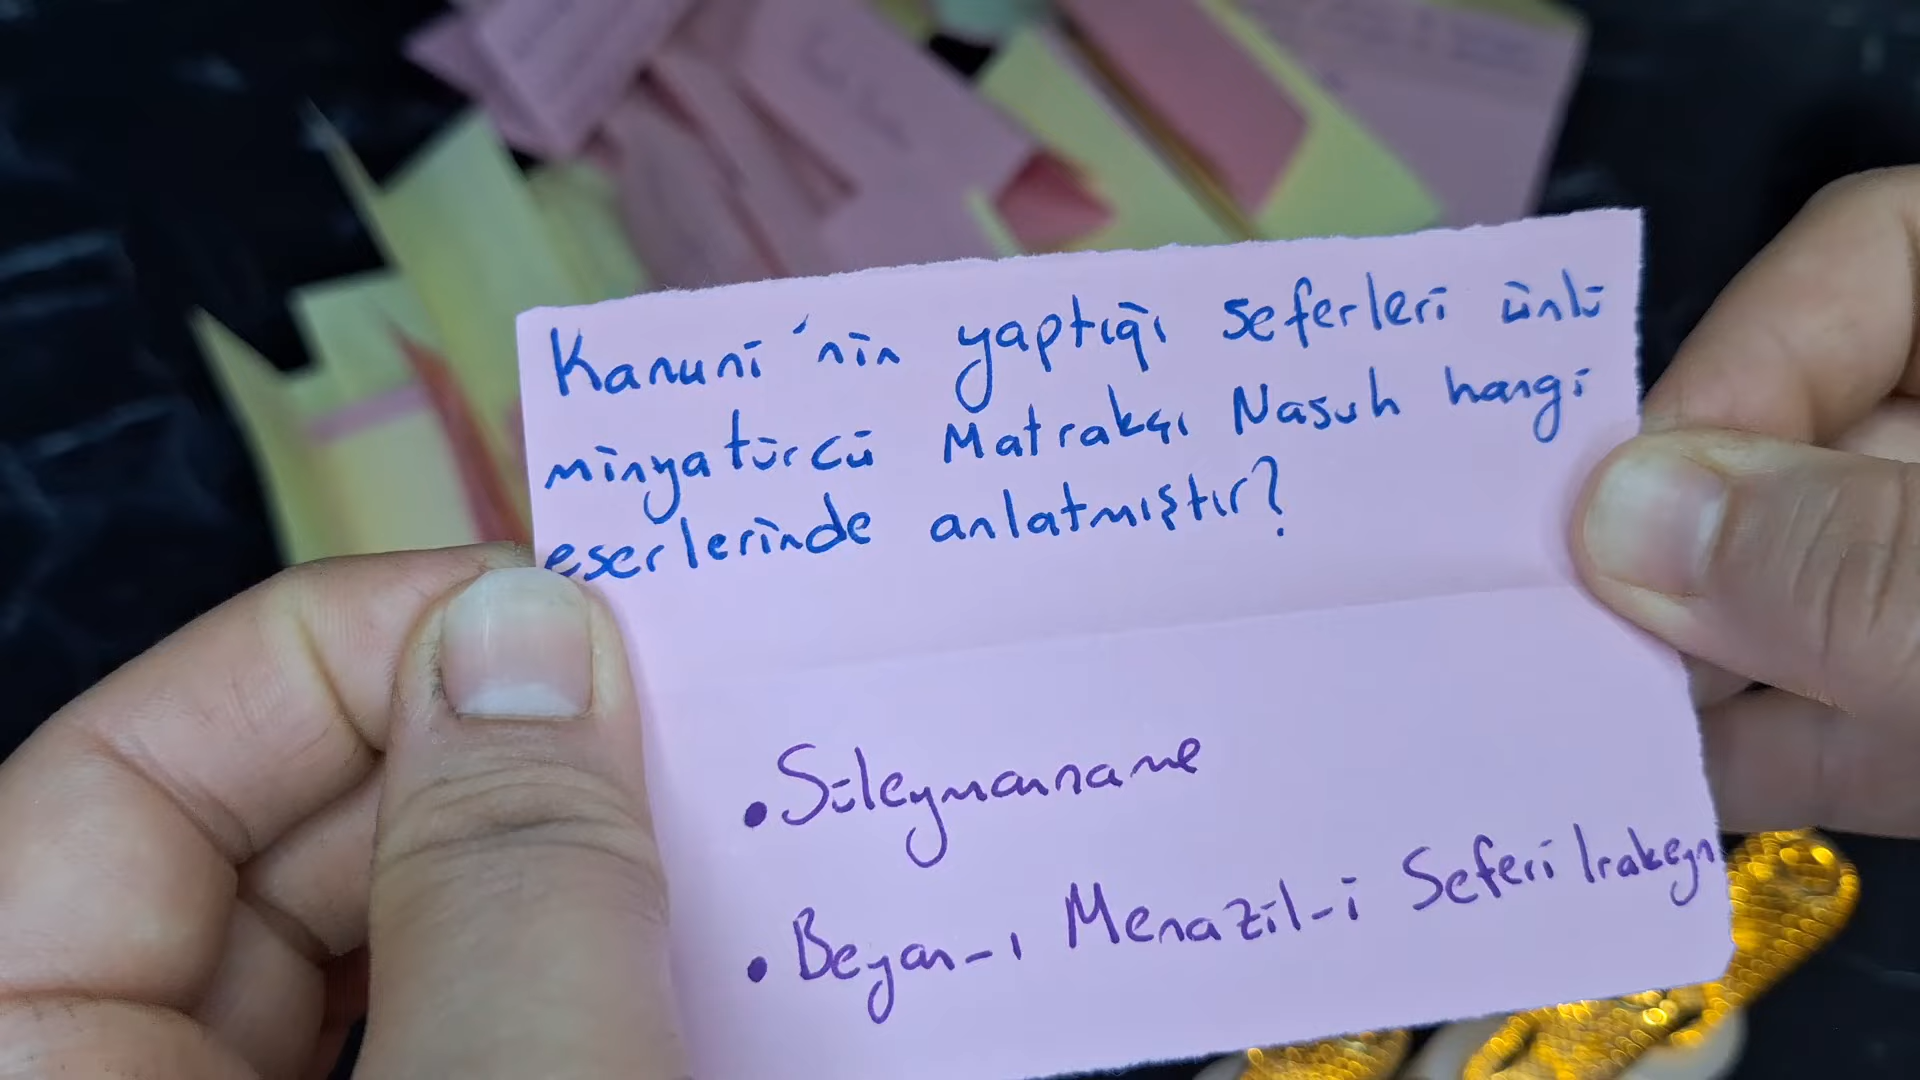 Kanuni'nin yaptığı seferleri ünlü
minyatürcü Matrakçı Nasuh hangi
eserlerinde anlatmıştır?
• Süleymanname
• Beyan-ı Menazil-i Seferi Irakeyn